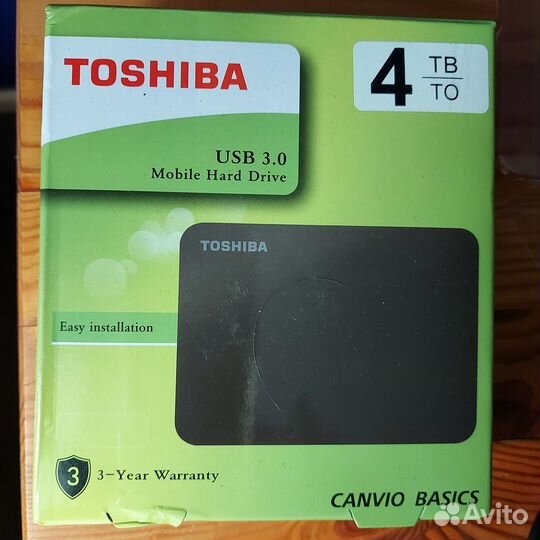 TOSHIBA
4 TB
TO
USB 3.0
Mobile Hard Drive
TOSHIBA
Easy installation
3
3-Year Warranty
CANVIO BASICS
Avito